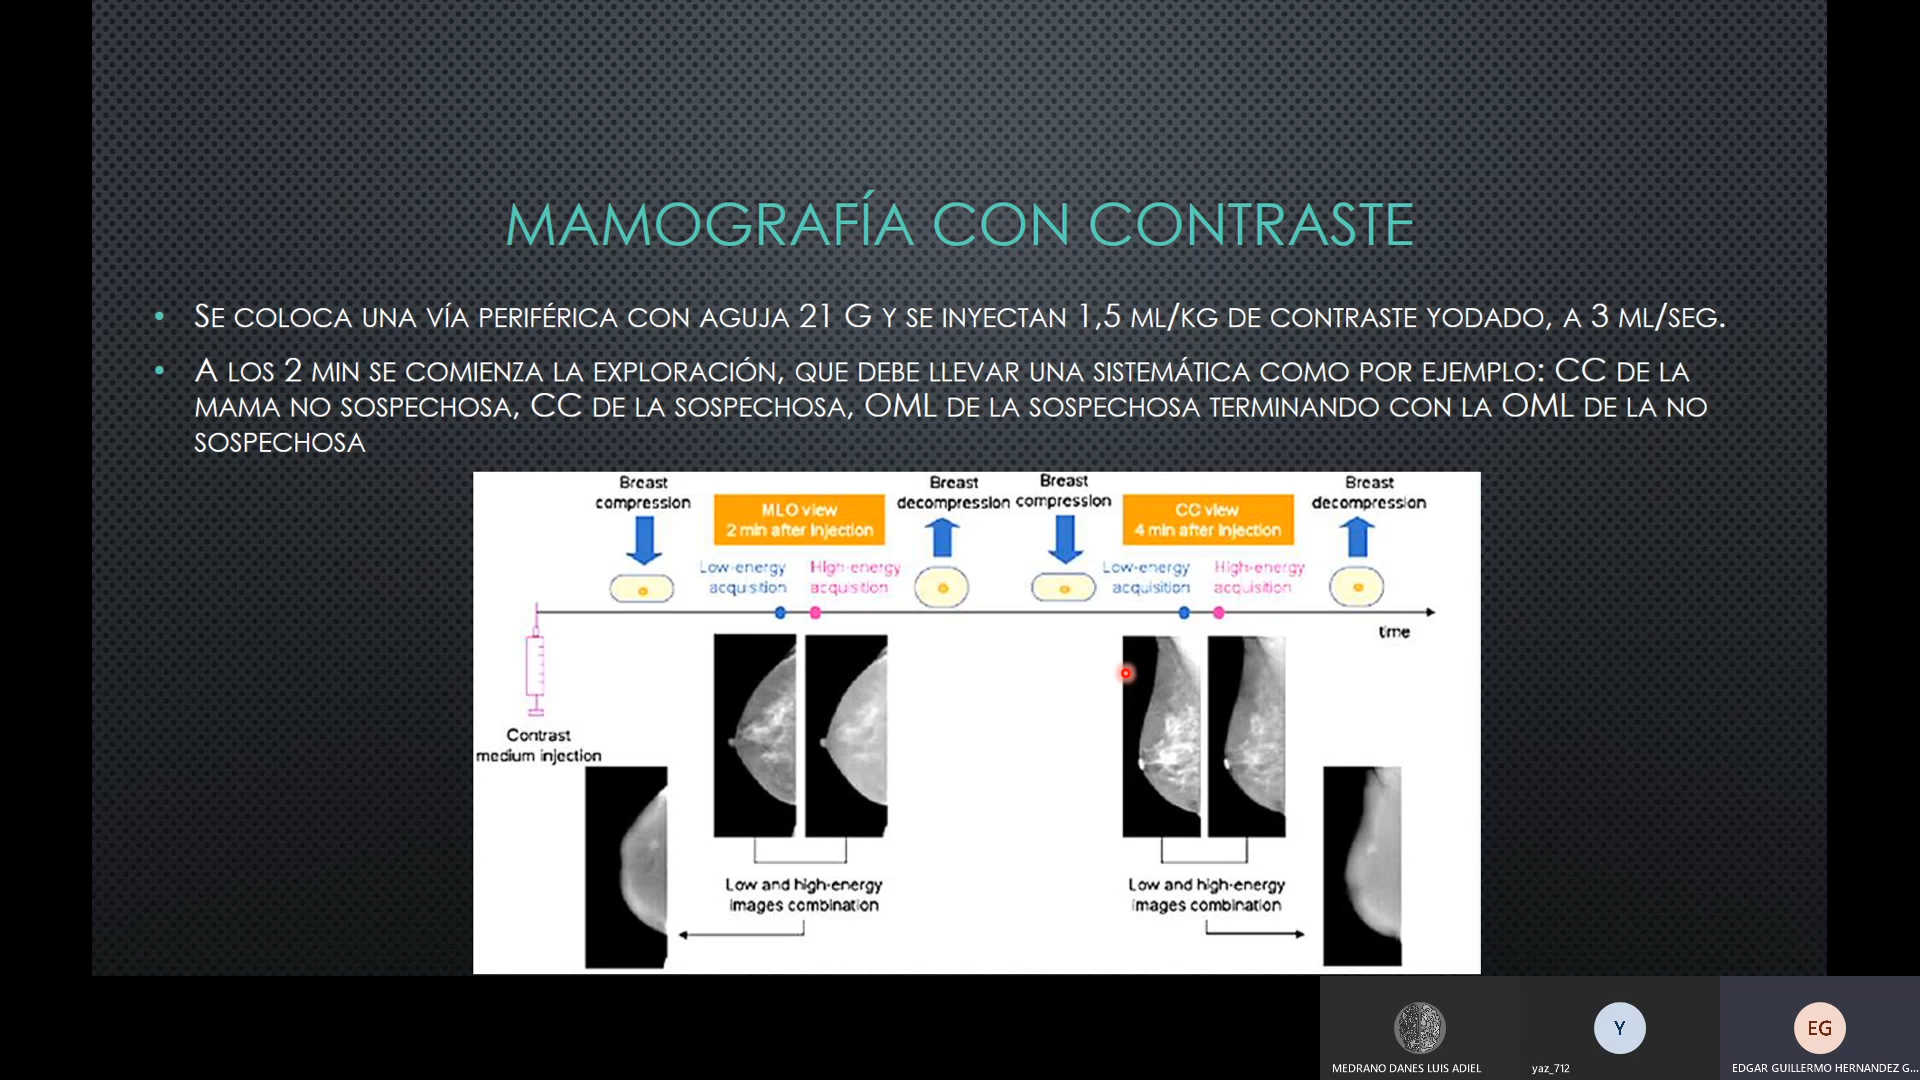 MAMOGRAFÍA CON CONTRASTE
• SE COLOCA UNA VÍA PERIFÉRICA CON AGUJA 21 G Y SE INYECTAN 1,5 ML/KG DE CONTRASTE YODADO, A 3 ML/SEG.
• A LOS 2 MIN SE COMIENZA LA EXPLORACIÓN, QUE DEBE LLEVAR UNA SISTEMÁTICA COMO POR EJEMPLO: CC DE LA
MAMA NO SOSPECHOSA, CC DE LA SOSPECHOSA, OML DE LA SOSPECHOSA TERMINANDO CON LA OML DE LA NO
SOSPECHOSA
Breast
compression
MLO view
2 min after injection
Breast
decompression
Breast
compression
CC view
4 min after injection
Breast
decompression
Low-energy
acquisition
High-energy
acquisition
Low-energy
acquisition
High-energy
acquisition
time
Contrast
medium injection
Low and high-energy
images combination
Low and high-energy
images combination
Y
EG
MEDRANO DANES LUIS ADIEL
yaz_712
EDGAR GUILLERMO HERNANDEZ G...